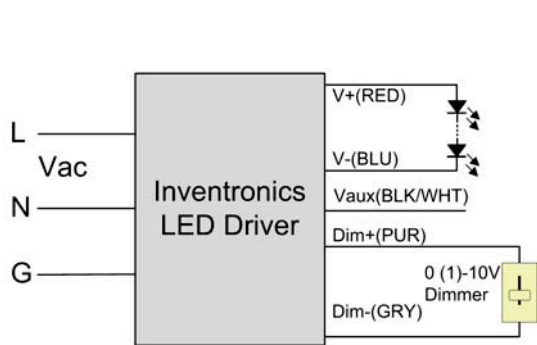 L
Vac
N
G
Inventronics
LED Driver
V+(RED)
V-(BLU)
Vaux(BLK/WHT)
Dim+(PUR)
0 (1)-10V
Dimmer
Dim-(GRY)